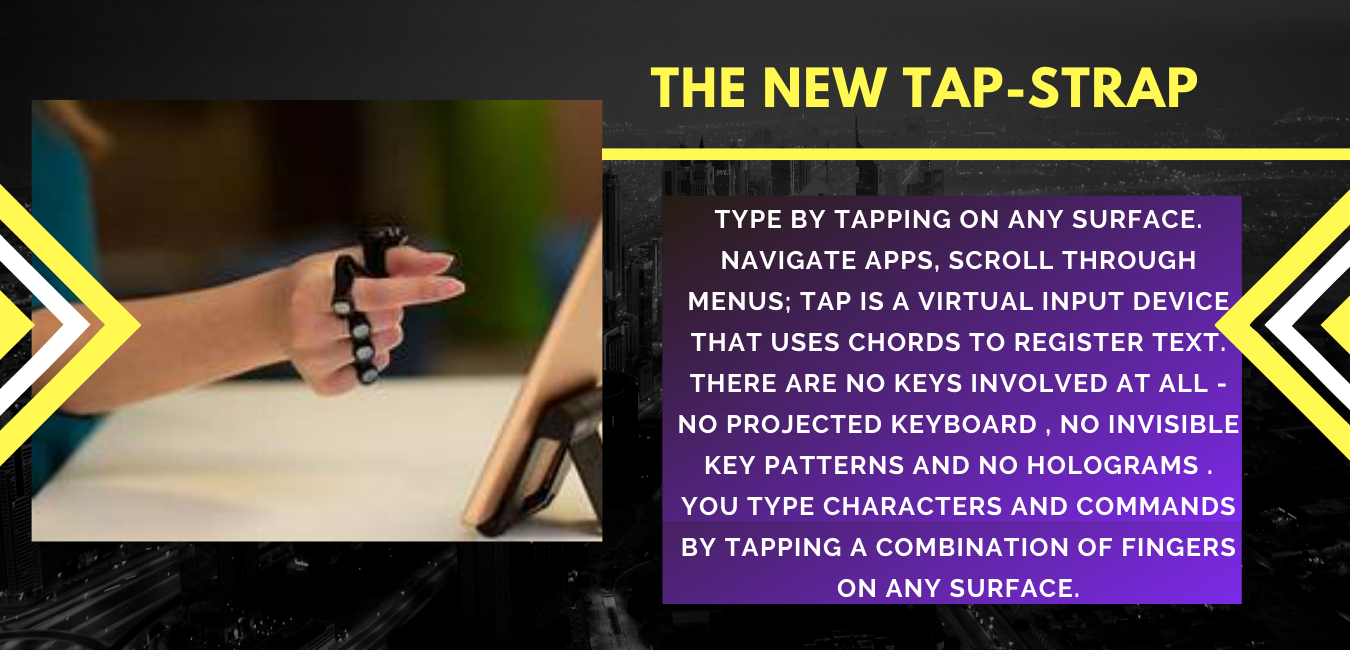 THE NEW TAP-STRAP
TYPE BY TAPPING ON ANY SURFACE.
NAVIGATE APPS, SCROLL THROUGH
MENUS; TAP IS A VIRTUAL INPUT DEVICE
THAT USES CHORDS TO REGISTER TEXT.
THERE ARE NO KEYS INVOLVED AT ALL -
NO PROJECTED KEYBOARD , NO INVISIBLE
KEY PATTERNS AND NO HOLOGRAMS .
YOU TYPE CHARACTERS AND COMMANDS
BY TAPPING A COMBINATION OF FINGERS
ON ANY SURFACE.